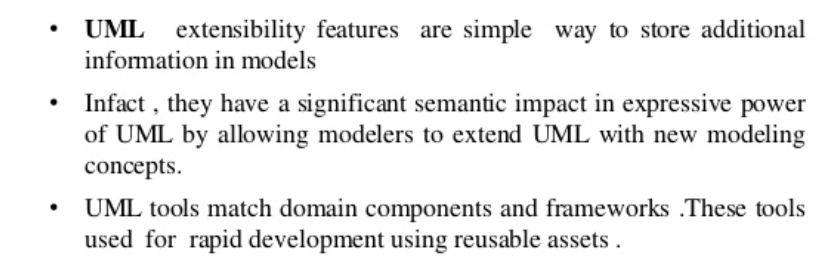 • UML extensibility features are simple way to store additional
information in models
• Infact , they have a significant semantic impact in expressive power
of UML by allowing modelers to extend UML with new modeling
concepts.
• UML tools match domain components and frameworks .These tools
used for rapid development using reusable assets .